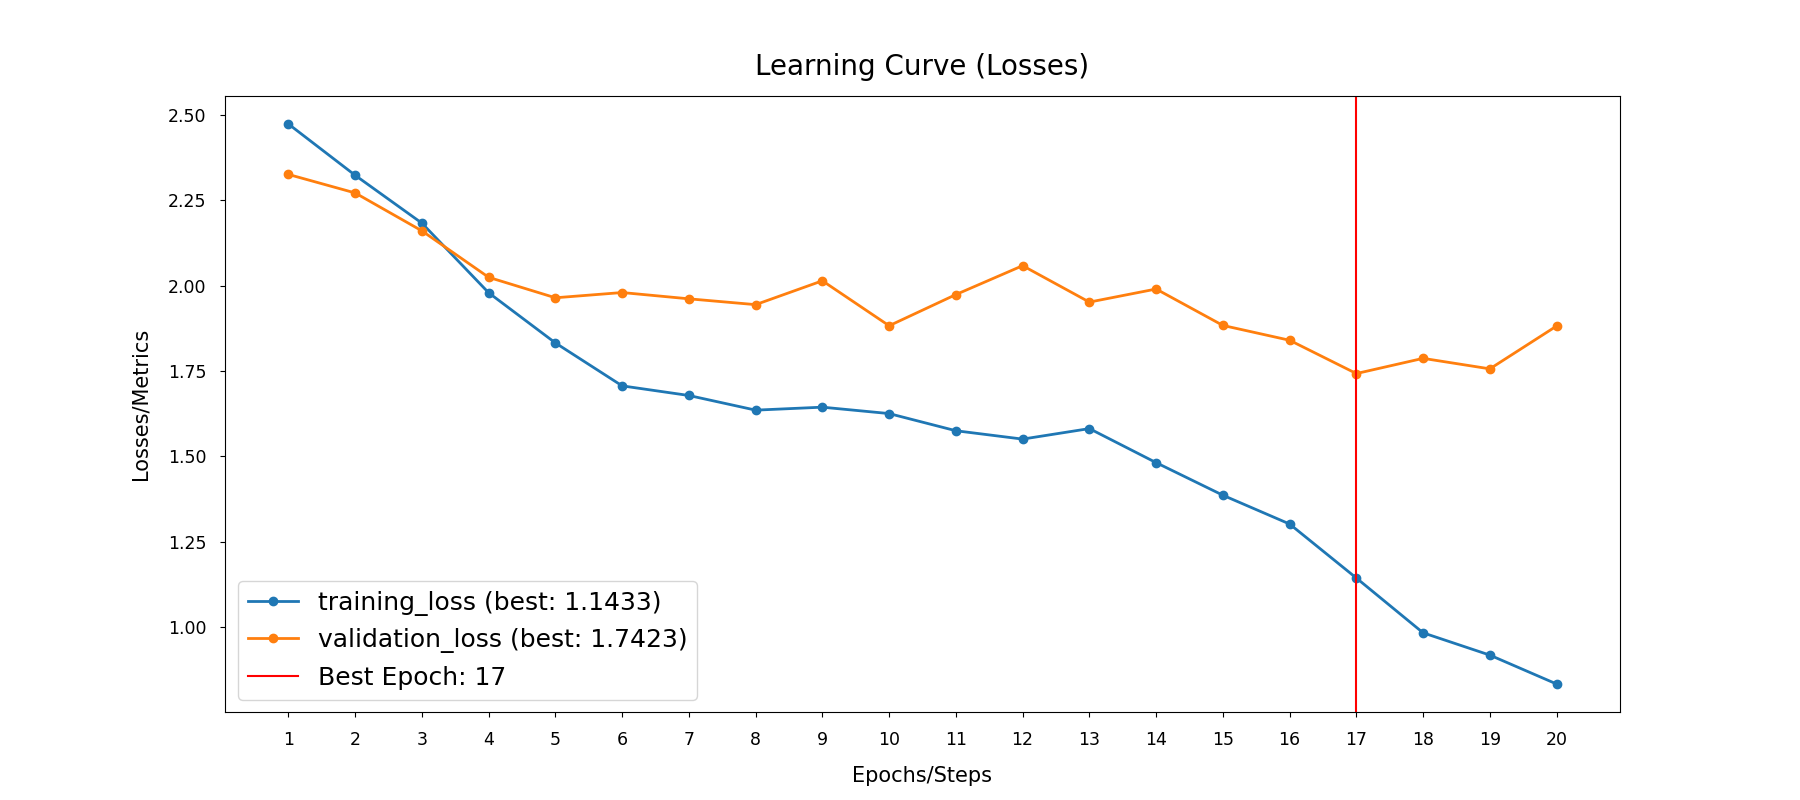 Learning Curve (Losses)
2.50
2.25
2.00
1.75
1.50
1.25
1.00
Losses/Metrics
training_loss (best: 1.1433)
validation_loss (best: 1.7423)
Best Epoch: 17
1 2 3 4 5 6 7 8 9 10 11 12 13 14 15 16 17 18 19 20
Epochs/Steps